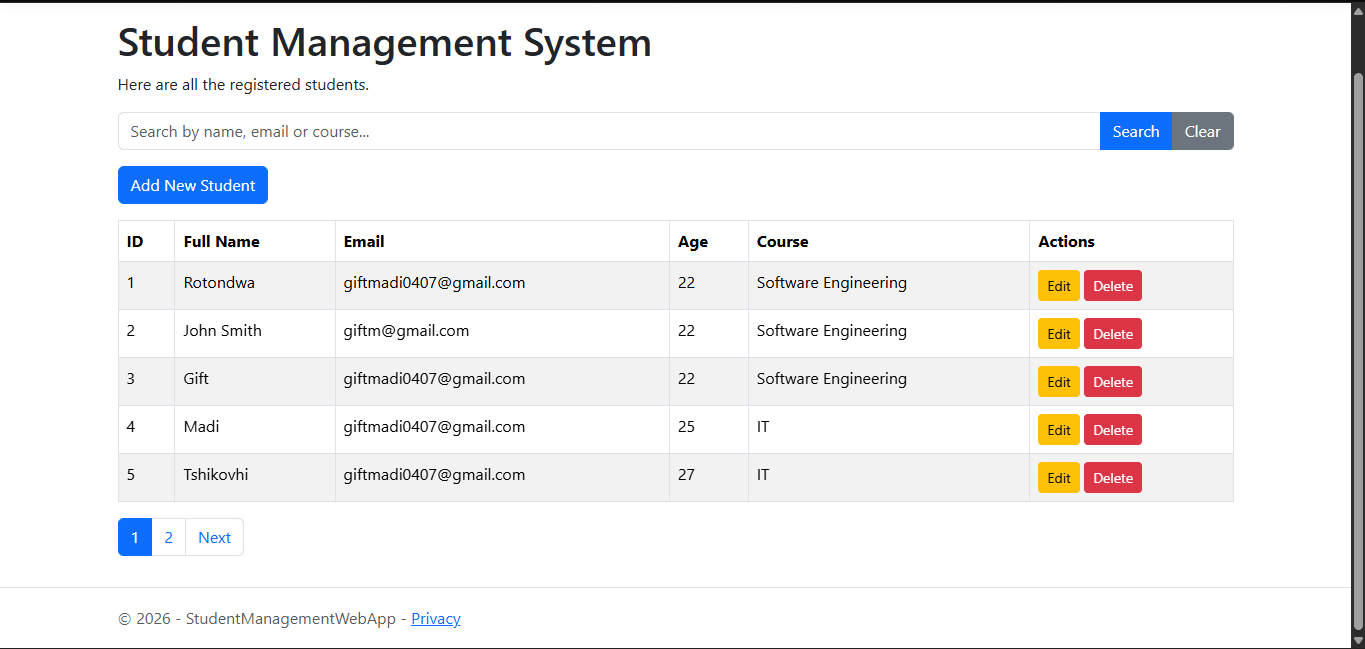 Student Management System
Here are all the registered students.
Search by name, email or course... Search Clear
Add New Student
ID Full Name Email Age Course Actions
1 Rotondwa giftmadi0407@gmail.com 22 Software Engineering Edit Delete
2 John Smith giftm@gmail.com 22 Software Engineering Edit Delete
3 Gift giftmadi0407@gmail.com 22 Software Engineering Edit Delete
4 Madi giftmadi0407@gmail.com 25 IT Edit Delete
5 Tshikovhi giftmadi0407@gmail.com 27 IT Edit Delete
1 2 Next
© 2026 - StudentManagementWebApp - Privacy